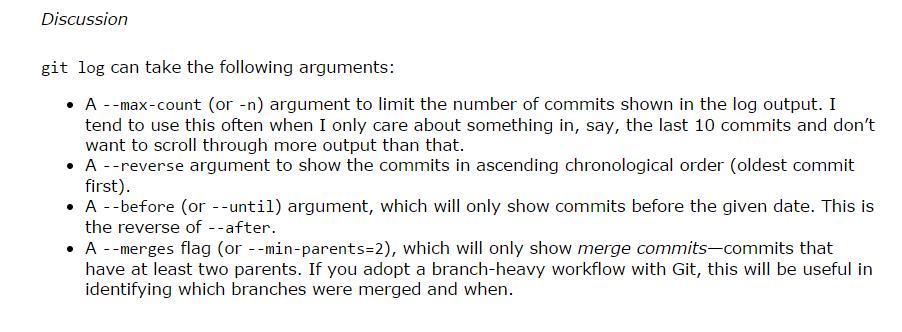 Discussion
git log can take the following arguments:
• A --max-count (or -n) argument to limit the number of commits shown in the log output. I
tend to use this often when I only care about something in, say, the last 10 commits and don’t
want to scroll through more output than that.
• A --reverse argument to show the commits in ascending chronological order (oldest commit
first).
• A --before (or --until) argument, which will only show commits before the given date. This is
the reverse of --after.
• A --merges flag (or --min-parents=2), which will only show merge commits—commits that
have at least two parents. If you adopt a branch-heavy workflow with Git, this will be useful in
identifying which branches were merged and when.